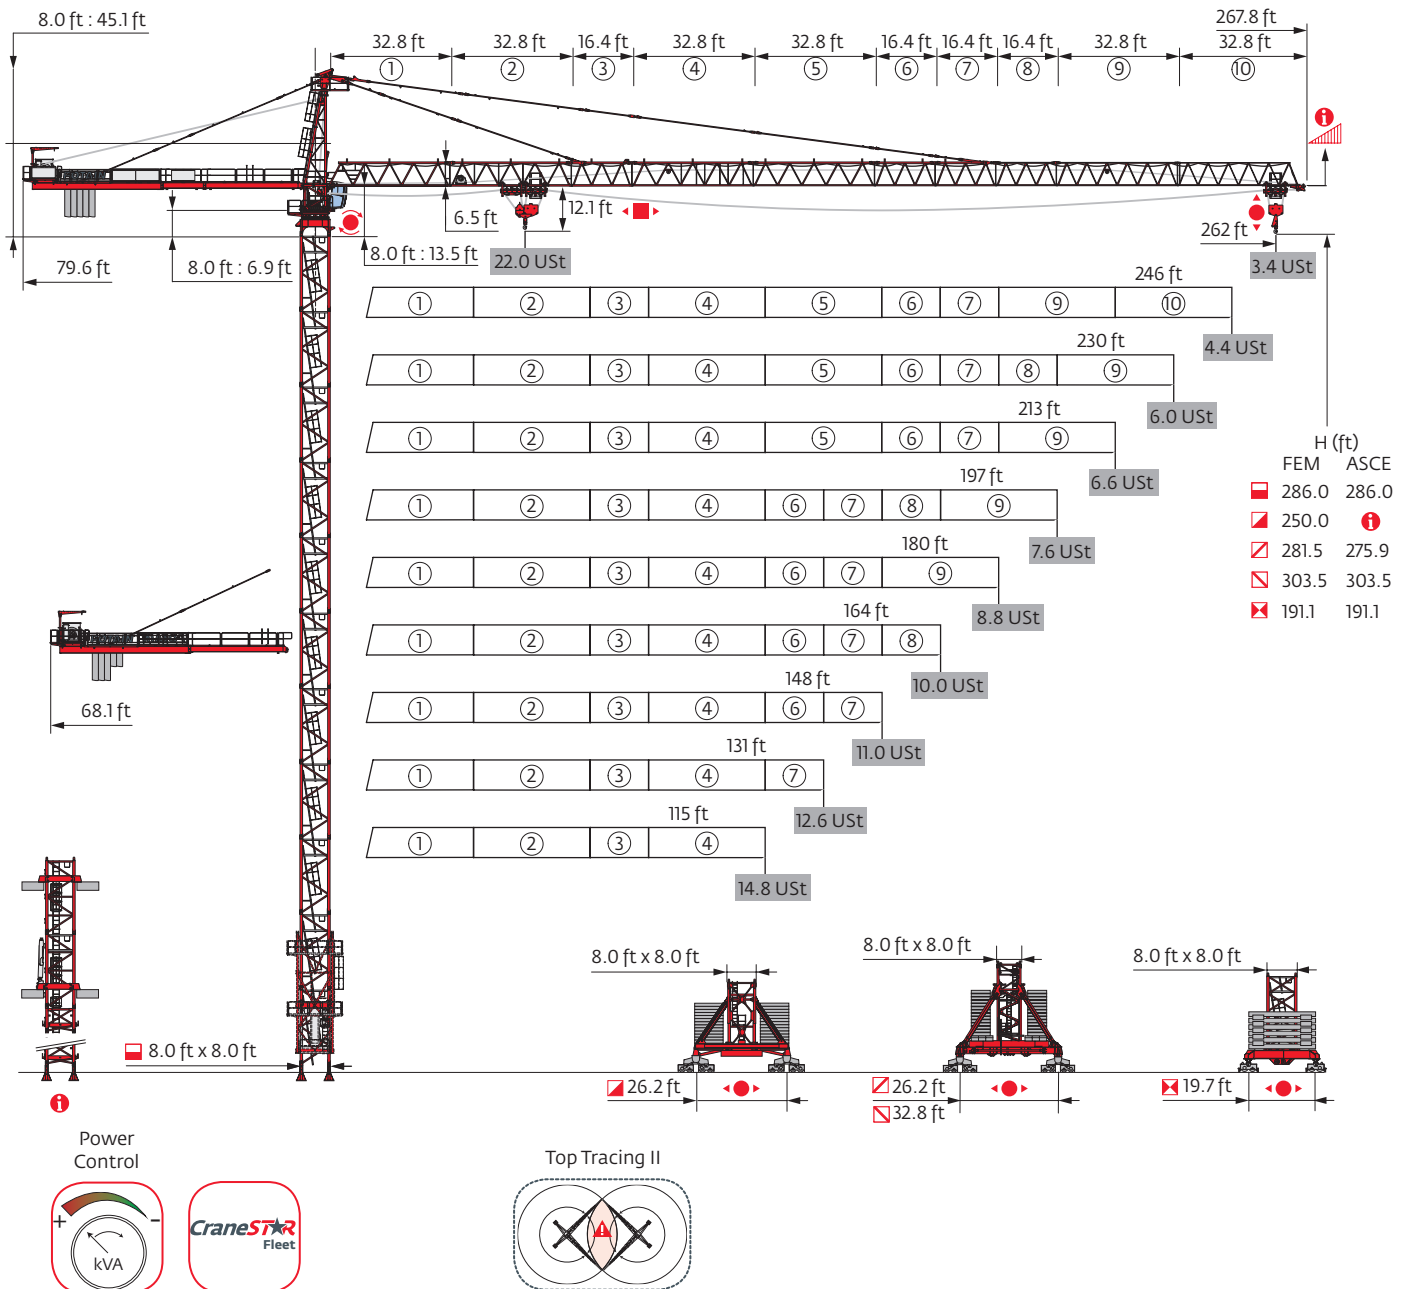 8.0 ft : 45.1 ft
267.8 ft
32.8 ft 32.8 ft 16.4 ft 32.8 ft 32.8 ft 16.4 ft 16.4 ft 16.4 ft 32.8 ft 32.8 ft
① ② ③ ④ ⑤ ⑥ ⑦ ⑧ ⑨ ⑩
i
6.5 ft
12.1 ft
79.6 ft
8.0 ft : 6.9 ft
8.0 ft : 13.5 ft
22.0 USt
262 ft
3.4 USt
246 ft
① ② ③ ④ ⑤ ⑥ ⑦ ⑨ ⑩
4.4 USt
230 ft
① ② ③ ④ ⑤ ⑥ ⑦ ⑧ ⑨
6.0 USt
213 ft
① ② ③ ④ ⑤ ⑥ ⑦ ⑨
6.6 USt
197 ft
① ② ③ ④ ⑥ ⑦ ⑧ ⑨
7.6 USt
180 ft
① ② ③ ④ ⑥ ⑦ ⑨
8.8 USt
164 ft
① ② ③ ④ ⑥ ⑦ ⑧
10.0 USt
148 ft
① ② ③ ④ ⑥ ⑦
11.0 USt
131 ft
① ② ③ ④ ⑦
12.6 USt
115 ft
① ② ③ ④
14.8 USt
H (ft)
FEM ASCE
286.0 286.0
250.0 i
281.5 275.9
303.5 303.5
191.1 191.1
68.1 ft
8.0 ft x 8.0 ft
i
8.0 ft x 8.0 ft
26.2 ft
8.0 ft x 8.0 ft
26.2 ft
32.8 ft
8.0 ft x 8.0 ft
19.7 ft
Power
Control
+ −
kVA
CraneSTAR
Fleet
Top Tracing II